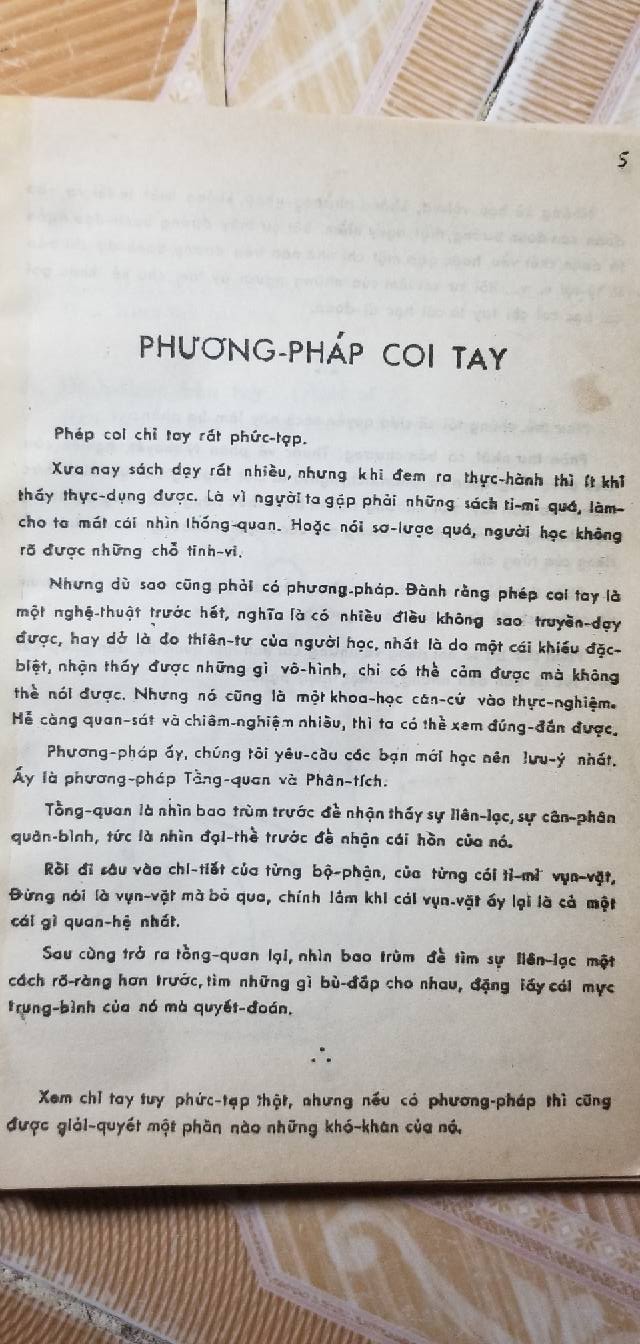 5
PHƯƠNG-PHÁP COI TAY
Phép coi chỉ tay rất phức-tạp.
Xưa nay sách dạy rất nhiều, nhưng khi đem ra thực-hành thì ít khi
thấy thực-dụng được. Là vì người ta gặp phải những sách tỉ-mỉ quá, làm-
cho ta mất cái nhìn thống-quan. Hoặc nói sơ-lược quá, người học không
rõ được những chỗ tinh-vi.
Nhưng dù sao cũng phải có phương-pháp. Đành rằng phép coi tay là
một nghệ-thuật trước hết, nghĩa là có nhiều điều không sao truyền-dạy
được, hay dở là do thiên-tư của người học, nhất là do một cái khiếu đặc-
biệt, nhận thấy được những gì vô-hình, chỉ có thể cảm được mà không
thể nói được. Nhưng nó cũng là một khoa-học căn-cứ vào thực-nghiệm.
Hễ càng quan-sát và chiêm-nghiệm nhiều, thì ta có thể xem đúng-đắn được.
Phương-pháp ấy, chúng tôi yêu-cầu các bạn mới học nên lưu-ý nhất.
Ấy là phương-pháp Tổng-quan và Phân-tích.
Tổng-quan là nhìn bao trùm trước để nhận thấy sự liên-lạc, sự cân-phân
quân-bình, tức là nhìn đại-thể trước để nhận cái hồn của nó.
Rồi đi sâu vào chi-tiết của từng bộ-phận, của từng cái tỉ-mỉ vụn-vặt,
Đừng nói là vụn-vặt mà bỏ qua, chính lắm khi cái vụn-vặt ấy lại là cả một
cái gì quan-hệ nhất.
Sau cùng trở ra tổng-quan lại, nhìn bao trùm để tìm sự liên-lạc một
cách rõ-ràng hơn trước, tìm những gì bù-đắp cho nhau, đặng lấy cái mực
trung-bình của nó mà quyết-đoán.
Xem chỉ tay tuy phức-tạp thật, nhưng nếu có phương-pháp thì cũng
được giải-quyết một phần nào những khó-khăn của nó.